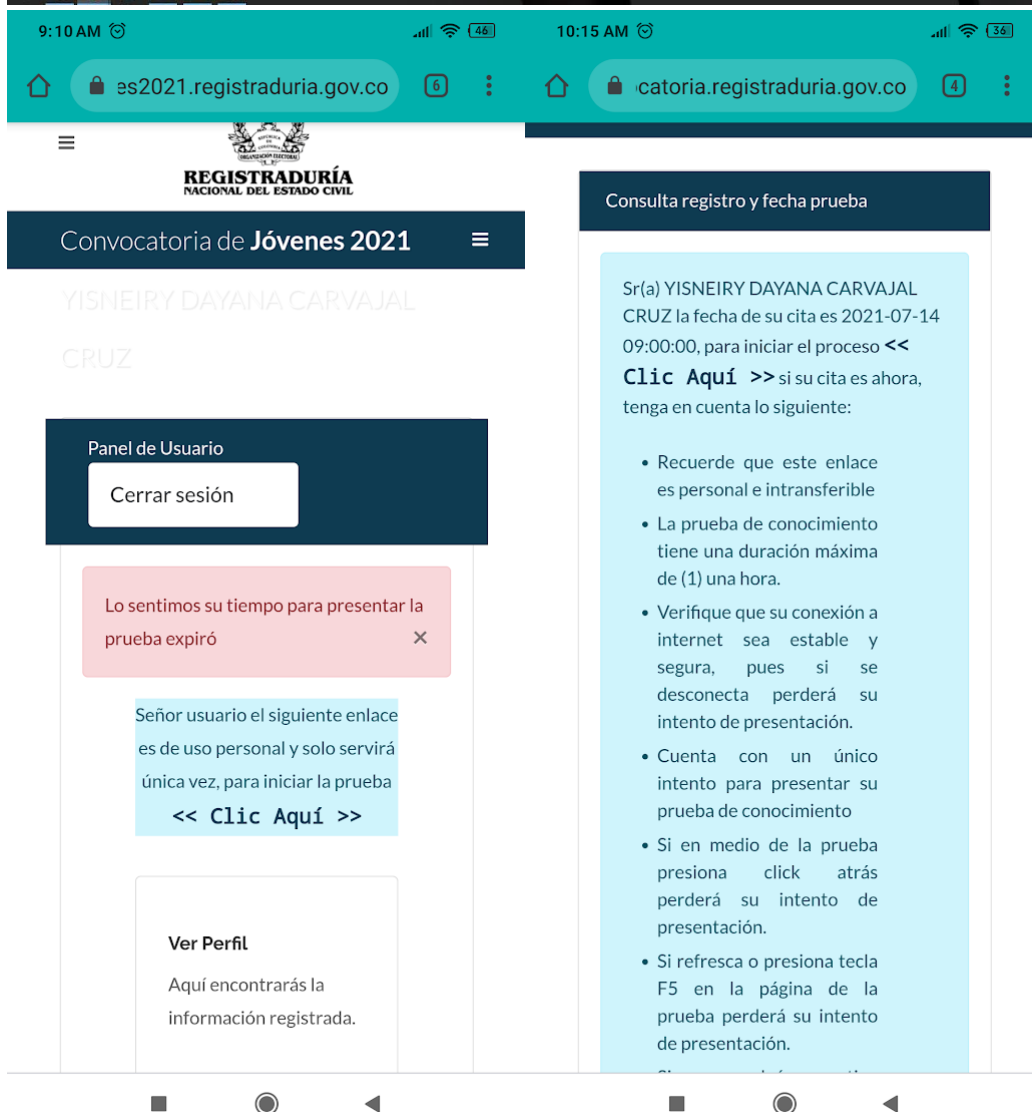 9:10 AM
46
es2021.registraduria.gov.co
6
REPÚBLICA DE
ORGANIZACIÓN ELECTORAL
REGISTRADURÍA
NACIONAL DEL ESTADO CIVIL
Convocatoria de Jóvenes 2021
YISNEIRY DAYANA CARVAJAL
CRUZ
Panel de Usuario
Cerrar sesión
Lo sentimos su tiempo para presentar la
prueba expiró ×
Señor usuario el siguiente enlace
es de uso personal y solo servirá
única vez, para iniciar la prueba
<< Clic Aquí >>
Ver Perfil
Aquí encontrarás la
información registrada.
10:15 AM
36
catoria.registraduria.gov.co
4
Consulta registro y fecha prueba
Sr(a) YISNEIRY DAYANA CARVAJAL
CRUZ la fecha de su cita es 2021-07-14
09:00:00, para iniciar el proceso <<
Clic Aquí >> si su cita es ahora,
tenga en cuenta lo siguiente:
• Recuerde que este enlace
es personal e intransferible
• La prueba de conocimiento
tiene una duración máxima
de (1) una hora.
• Verifique que su conexión a
internet sea estable y
segura, pues si se
desconecta perderá su
intento de presentación.
• Cuenta con un único
intento para presentar su
prueba de conocimiento
• Si en medio de la prueba
presiona click atrás
perderá su intento de
presentación.
• Si refresca o presiona tecla
F5 en la página de la
prueba perderá su intento
de presentación.